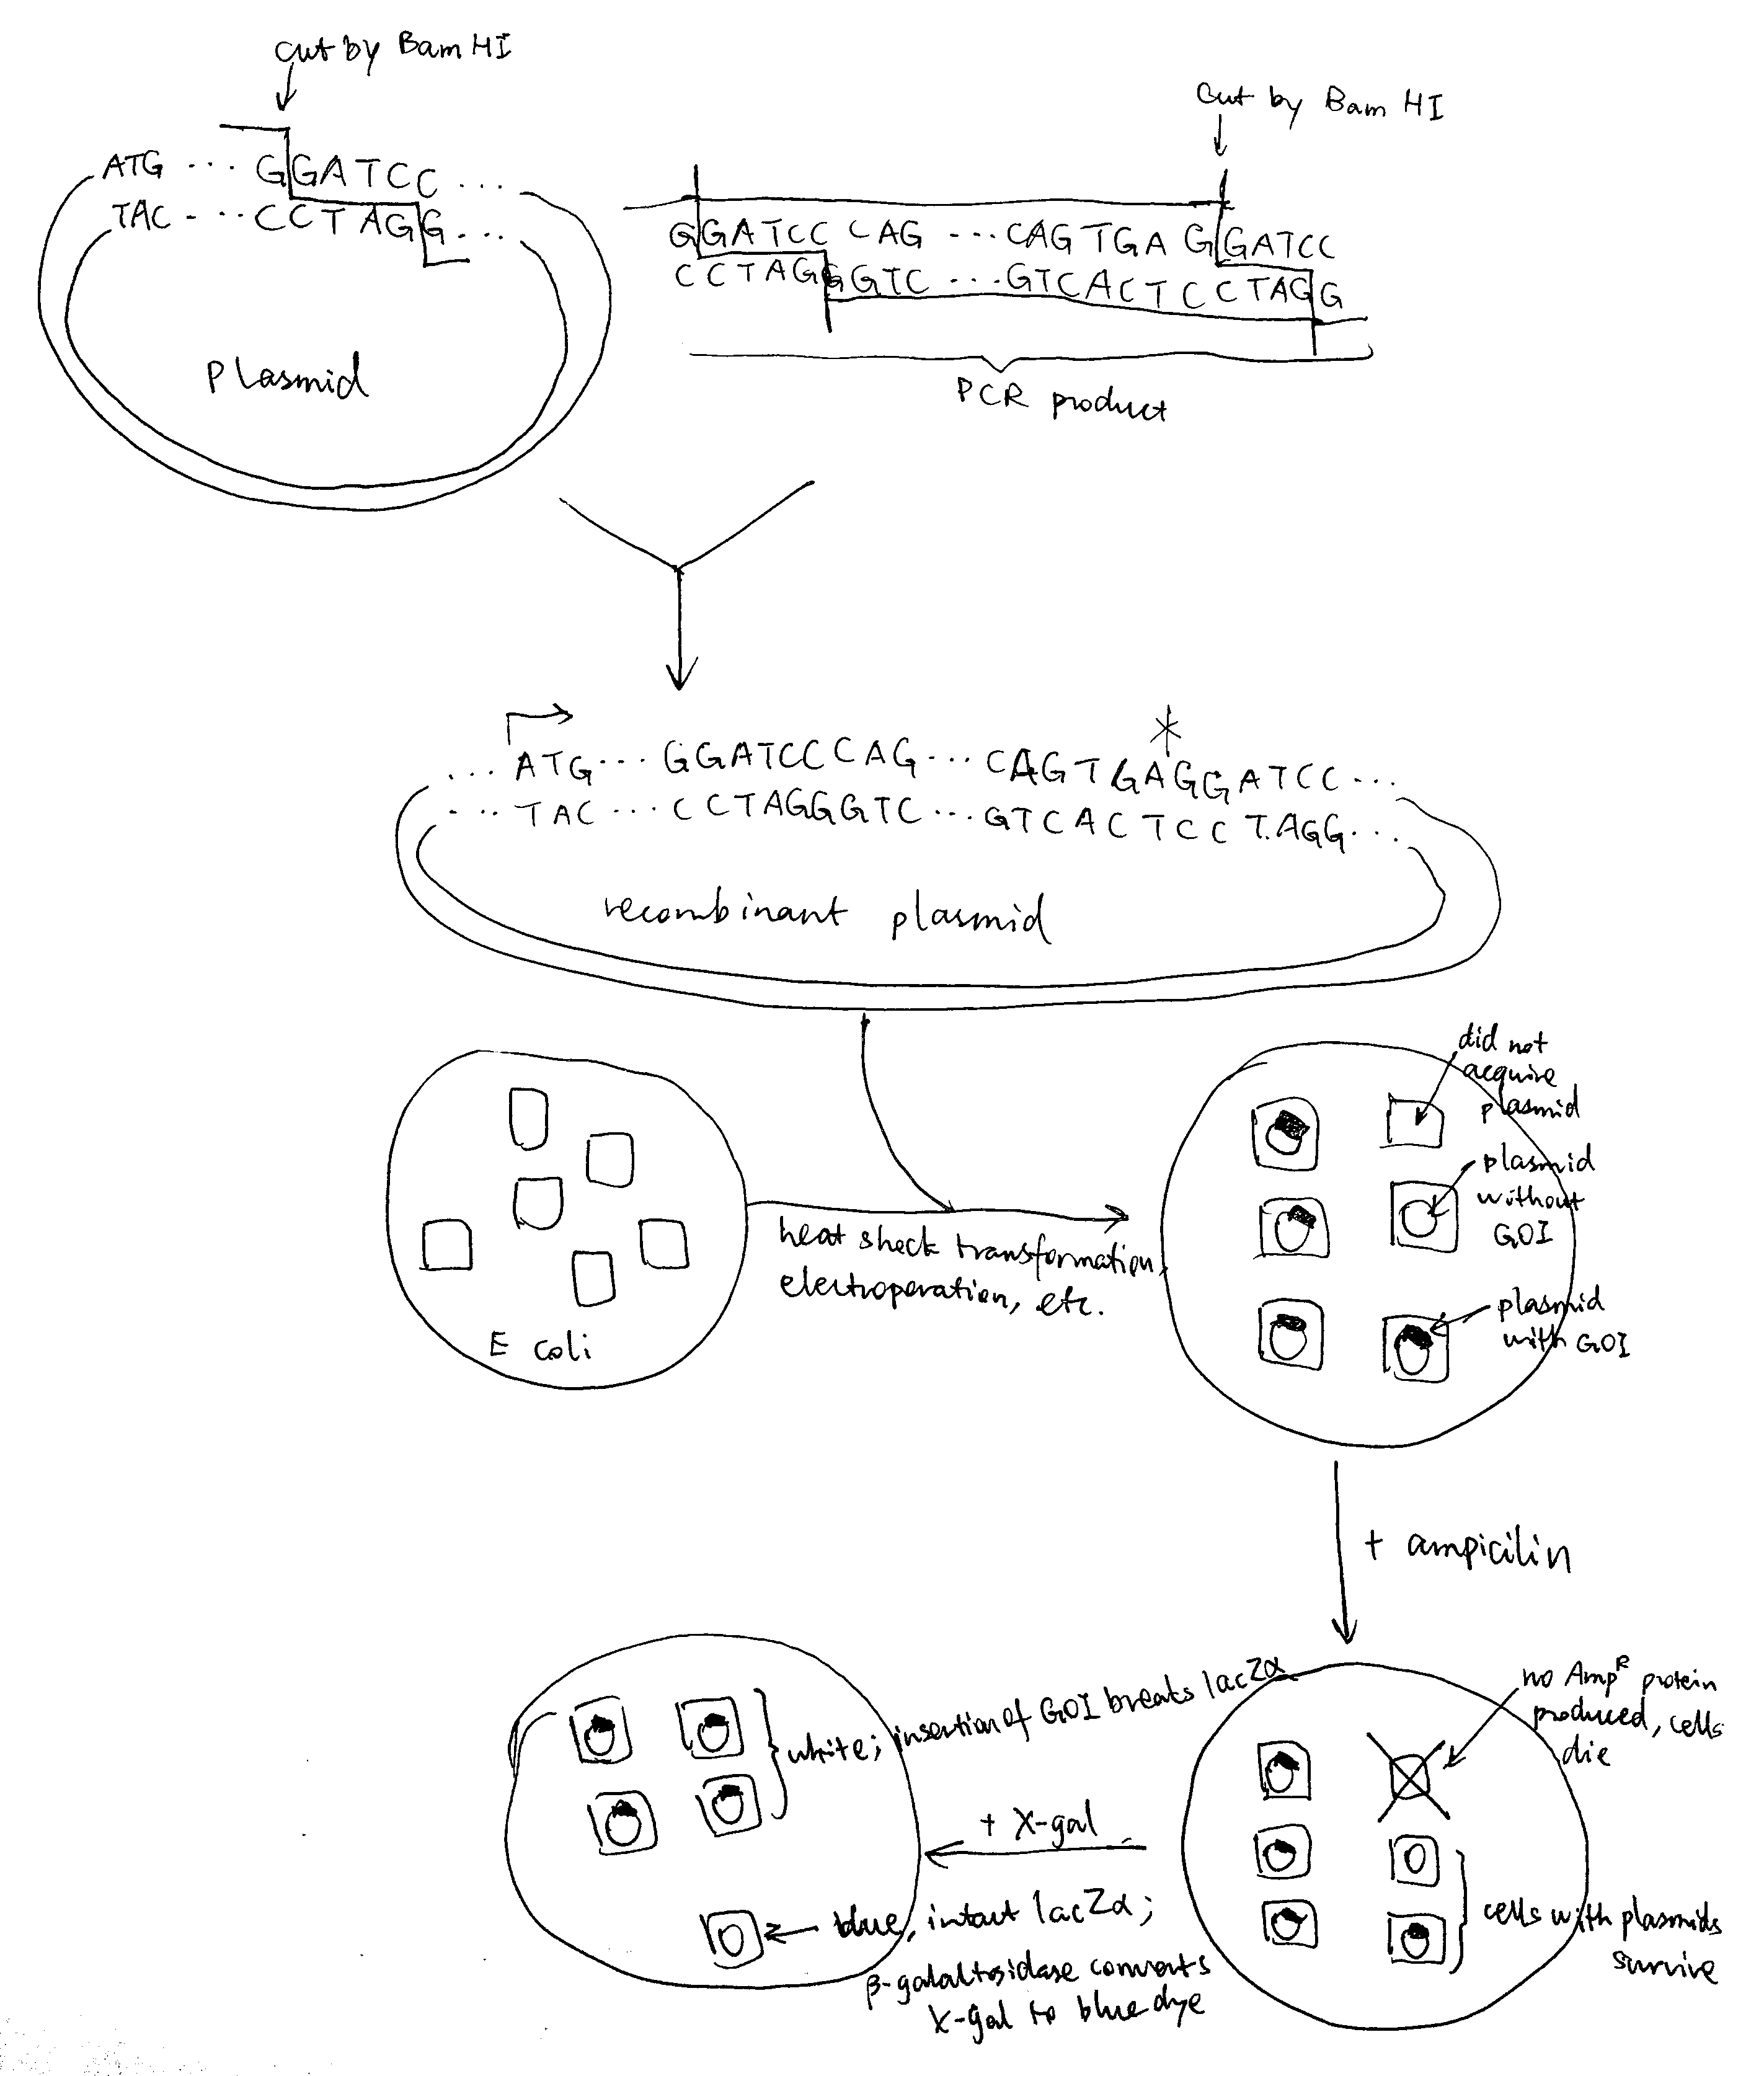 cut by BamHI
cut by Bam HI
ATG ... GGATCC ...
TAC - ...CCTAGG...
plasmid
GGATCC CAG ...CAGTGA GGATCC
CCTAGGGTC ...GTCACTCCTAGG
PCR product
*
... ATG... GGATCCCAG... CAGTGAGGATCC...
... TAC ... CCTAGGGTC ...GTCACTCCTAGG...
recombinant plasmid
did not
acquire
plasmid
plasmid
without
GOI
plasmid
with GOI
heat shock transformation,
electroporation, etc.
E coli
+ ampicilin
no Amp^R protein
produced, cells
die
cells with plasmids
survive
+ X-gal
white; insertion of GOI breaks lacZα
blue, intact lacZα;
β-galaltosidase converts
X-gal to blue dye